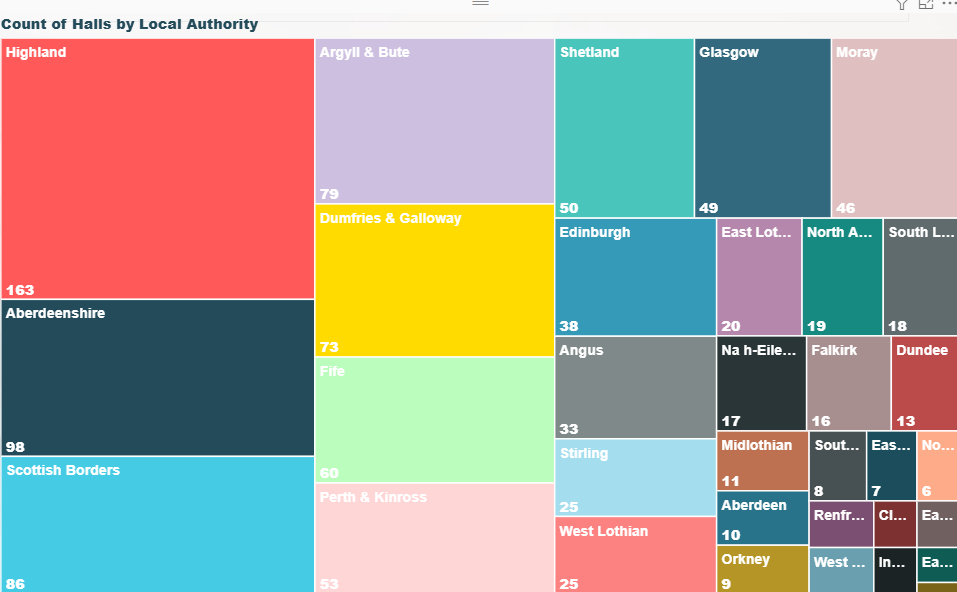 Count of Halls by Local Authority
Highland
163
Aberdeenshire
98
Scottish Borders
86
Argyll & Bute
79
Dumfries & Galloway
73
Fife
60
Perth & Kinross
53
Shetland
50
Glasgow
49
Moray
46
Edinburgh
38
Angus
33
Stirling
25
West Lothian
25
East Lot...
20
North A...
19
South L...
18
Na h-Eile...
17
Falkirk
16
Dundee
13
Midlothian
11
Aberdeen
10
Orkney
9
Sout...
8
Eas...
7
No...
6
Renfr...
Cl...
Ea...
West ...
In...
Ea...